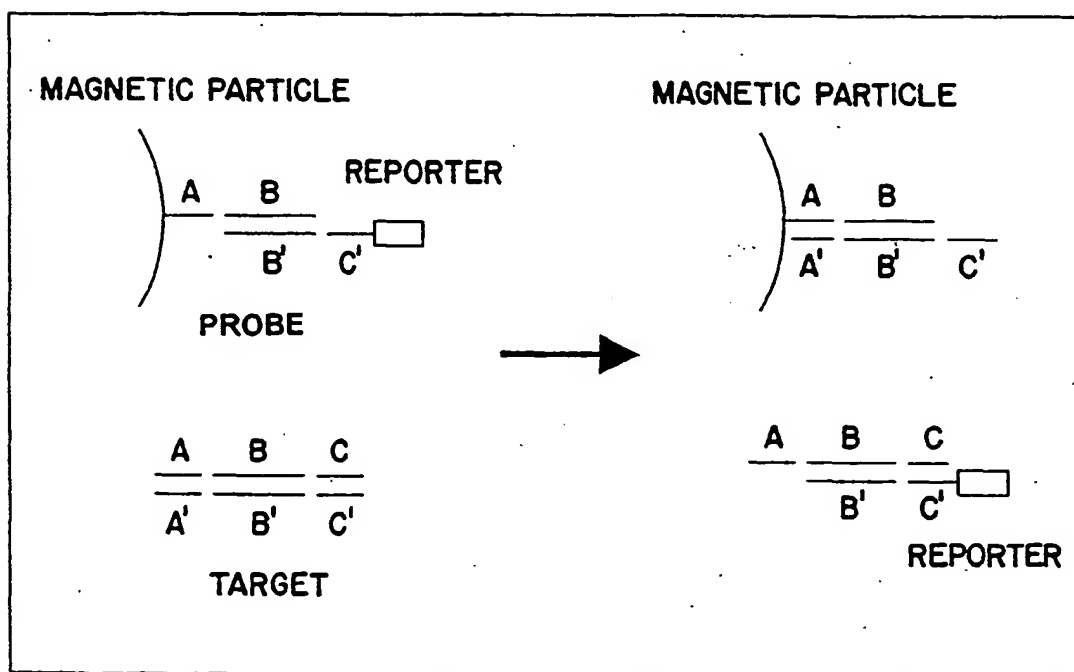 MAGNETIC PARTICLE
A B REPORTER
B' C'
PROBE
A B C
A' B' C'
TARGET
MAGNETIC PARTICLE
A B
A' B' C'
A B C
B' C'
REPORTER